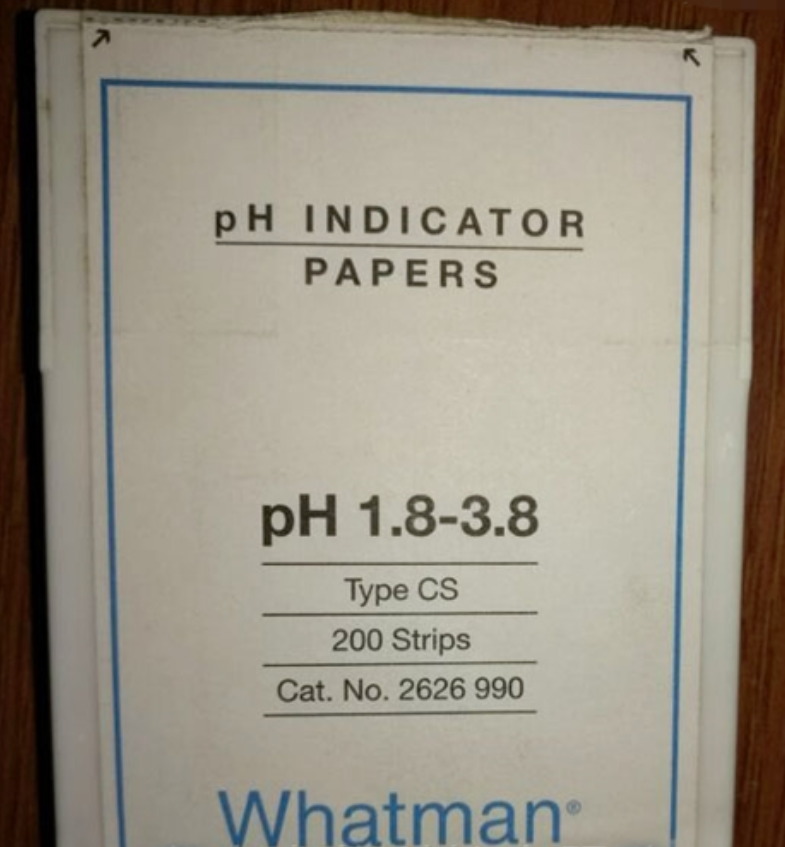 pH INDICATOR
PAPERS
pH 1.8-3.8
Type CS
200 Strips
Cat. No. 2626 990
Whatman®